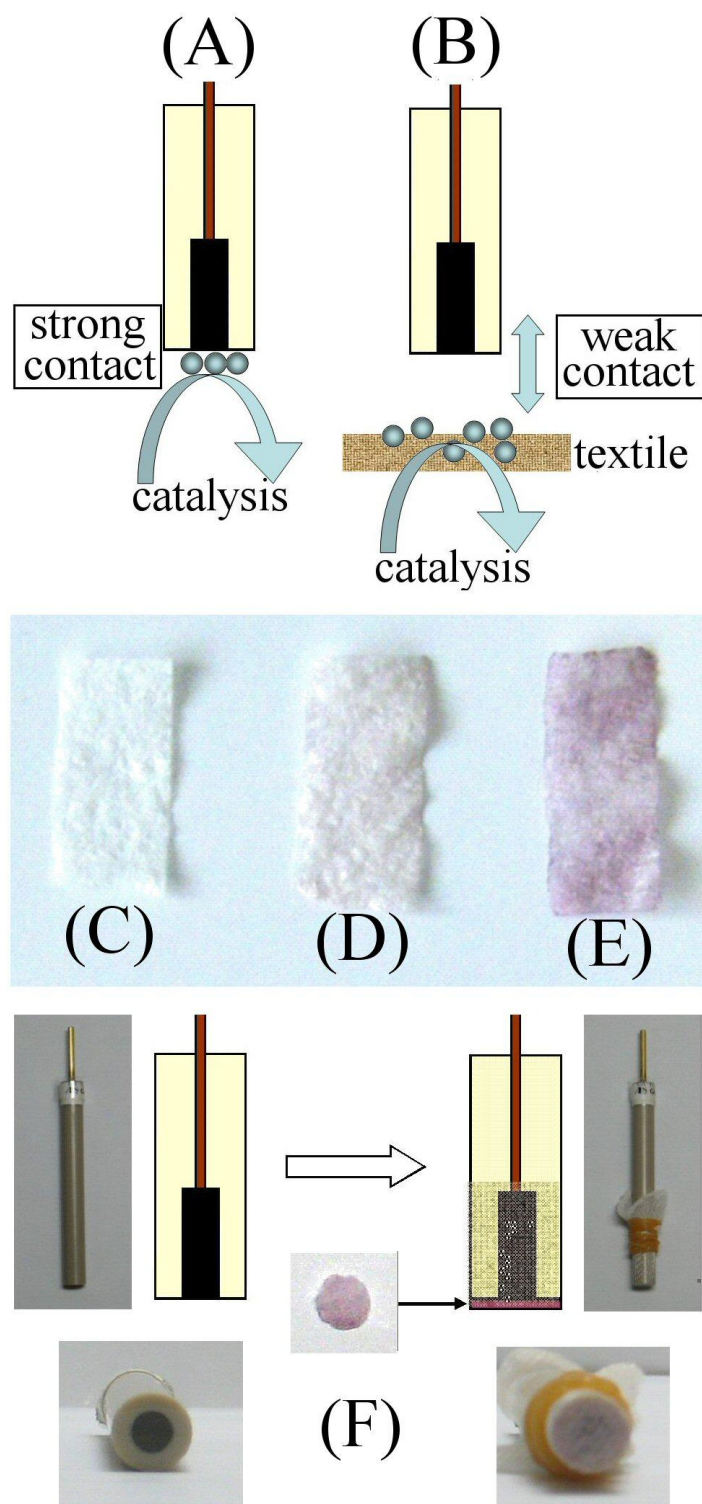 (A)
(B)
strong
contact
weak
contact
textile
catalysis
catalysis
(C)
(D)
(E)
(F)